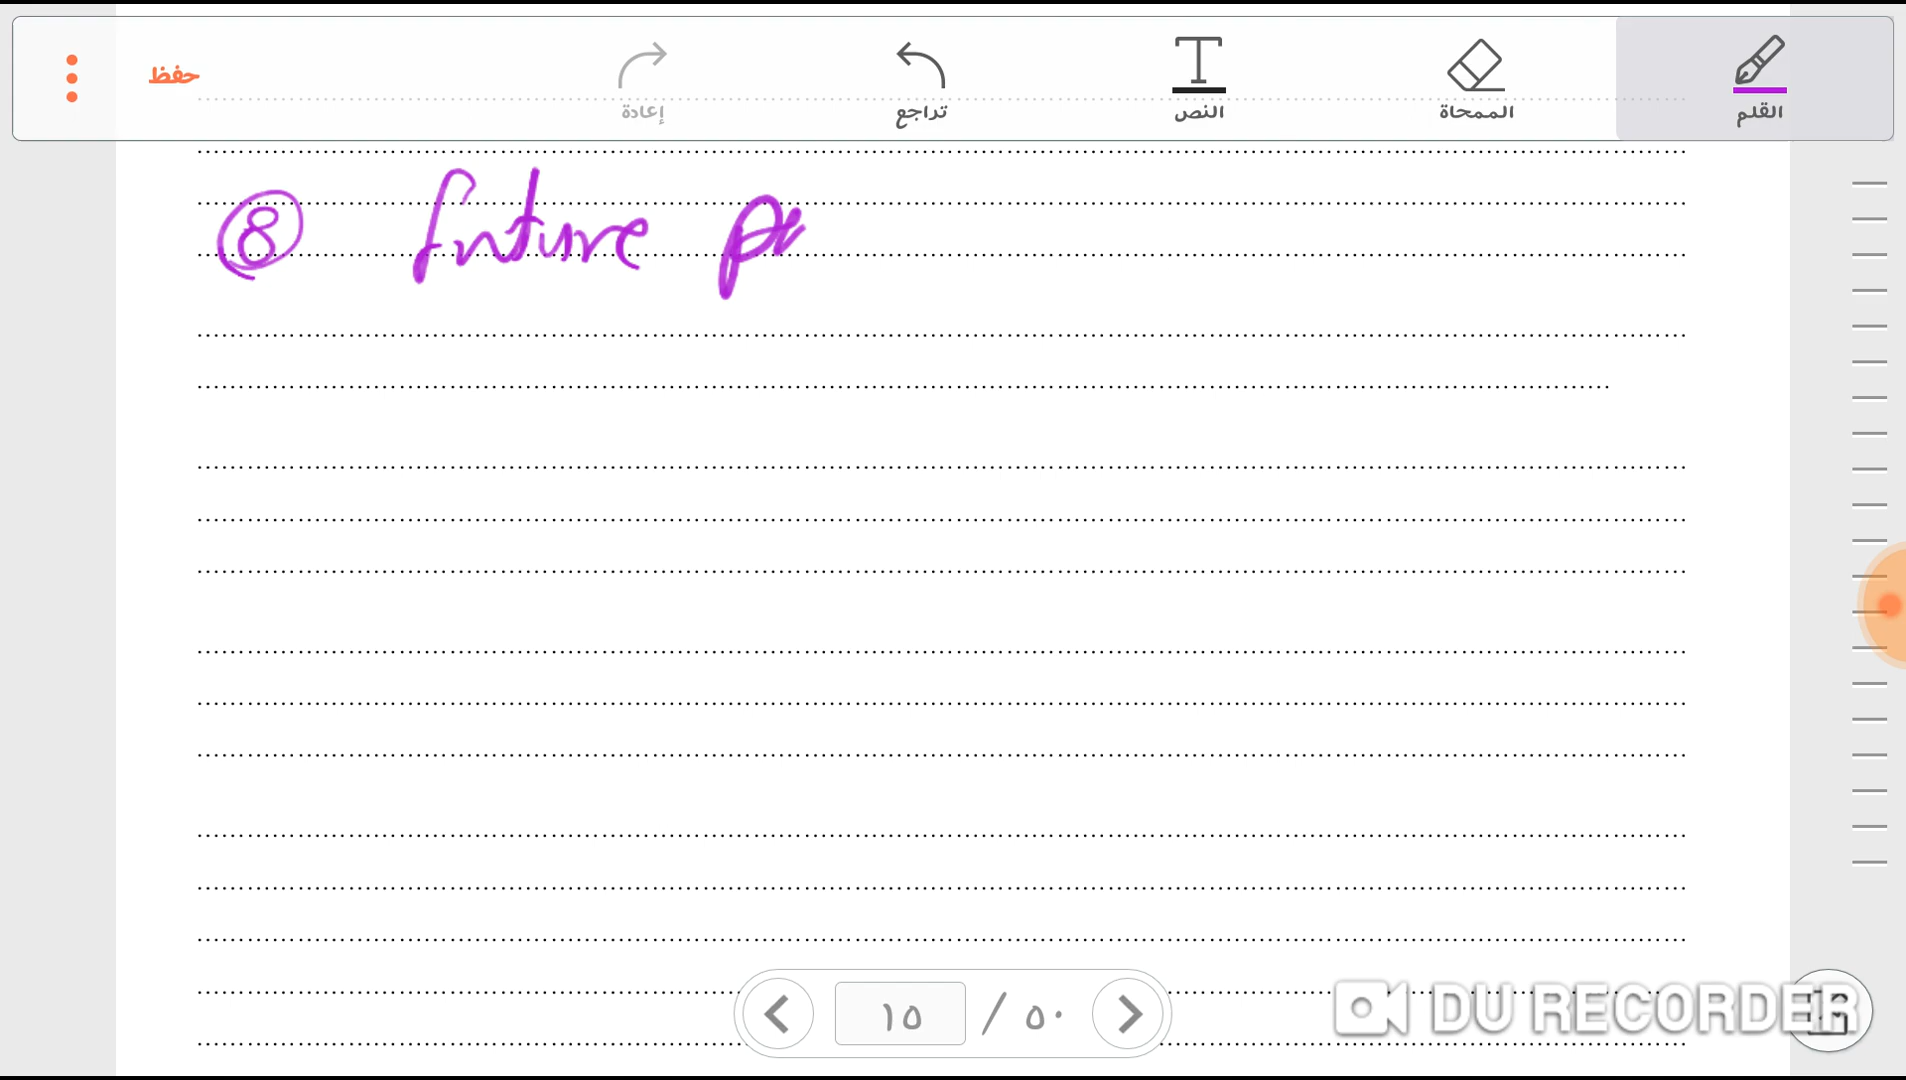 حفظ
إعادة
تراجع
النص
الممحاة
القلم
8 future
١٥ / ٥٠
DU RECORDER